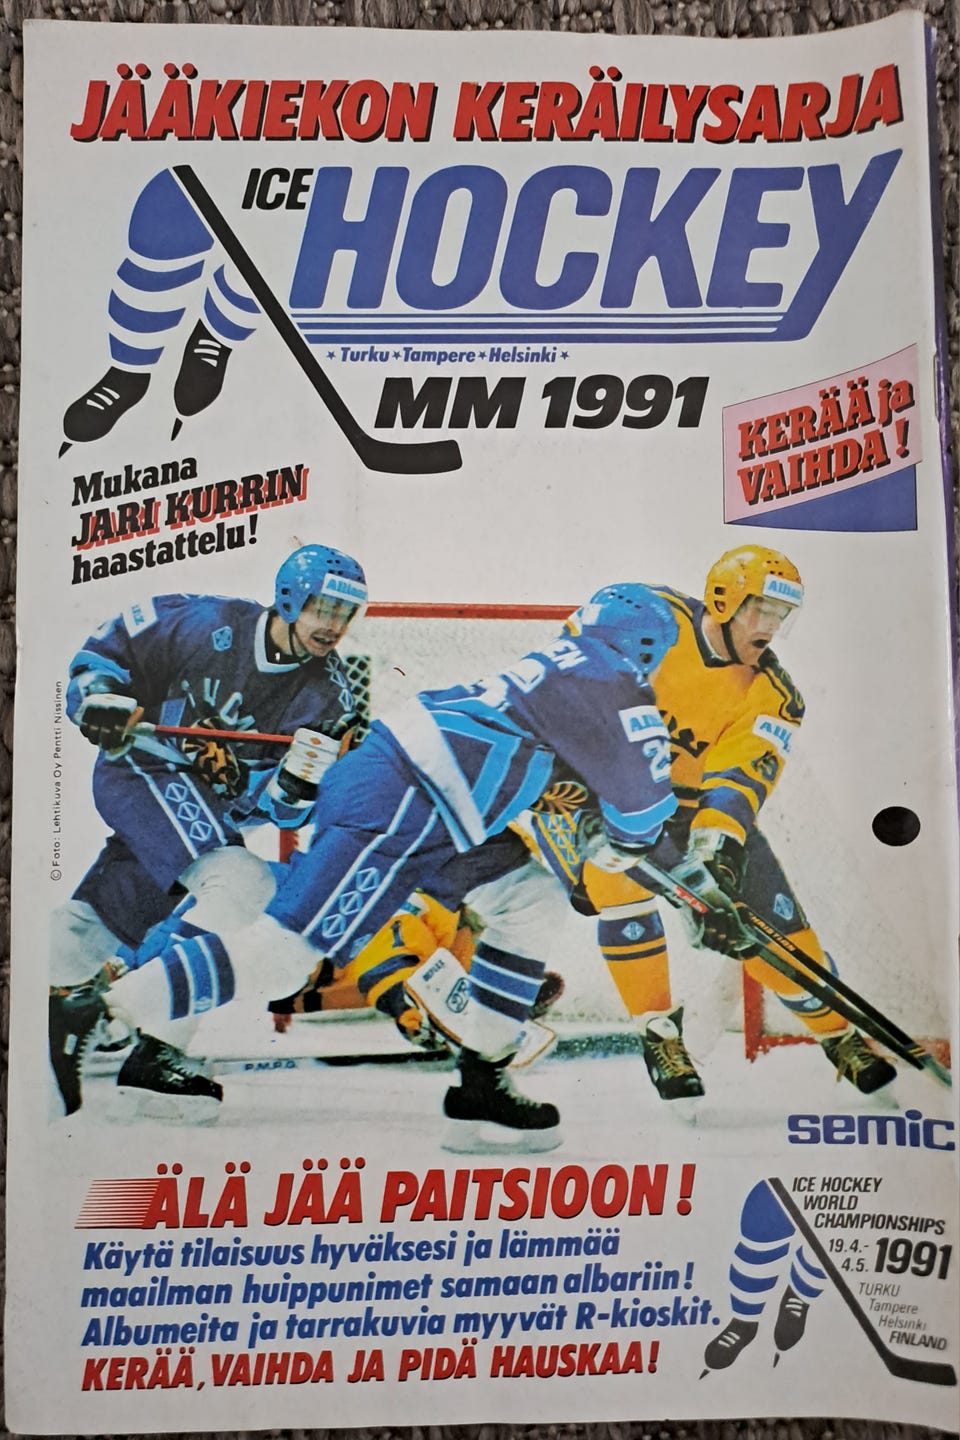 JÄÄKIEKON KERÄILYSARJA
ICE HOCKEY
★ Turku ★ Tampere ★ Helsinki ★
MM 1991
KERÄÄ ja
VAIHDA!
Mukana
JARI KURRIN
haastattelu!
© Foto: Lehtikuva Oy Pentti Nissinen
P.M.P.O.
semic
ÄLÄ JÄÄ PAITSIOON!
Käytä tilaisuus hyväksesi ja lämmää
maailman huippunimet samaan albariin!
Albumeita ja tarrakuvia myyvät R-kioskit.
KERÄÄ, VAIHDA JA PIDÄ HAUSKAA!
ICE HOCKEY
WORLD
CHAMPIONSHIPS
19.4.-
4.5. 1991
TURKU
Tampere
Helsinki
FINLAND